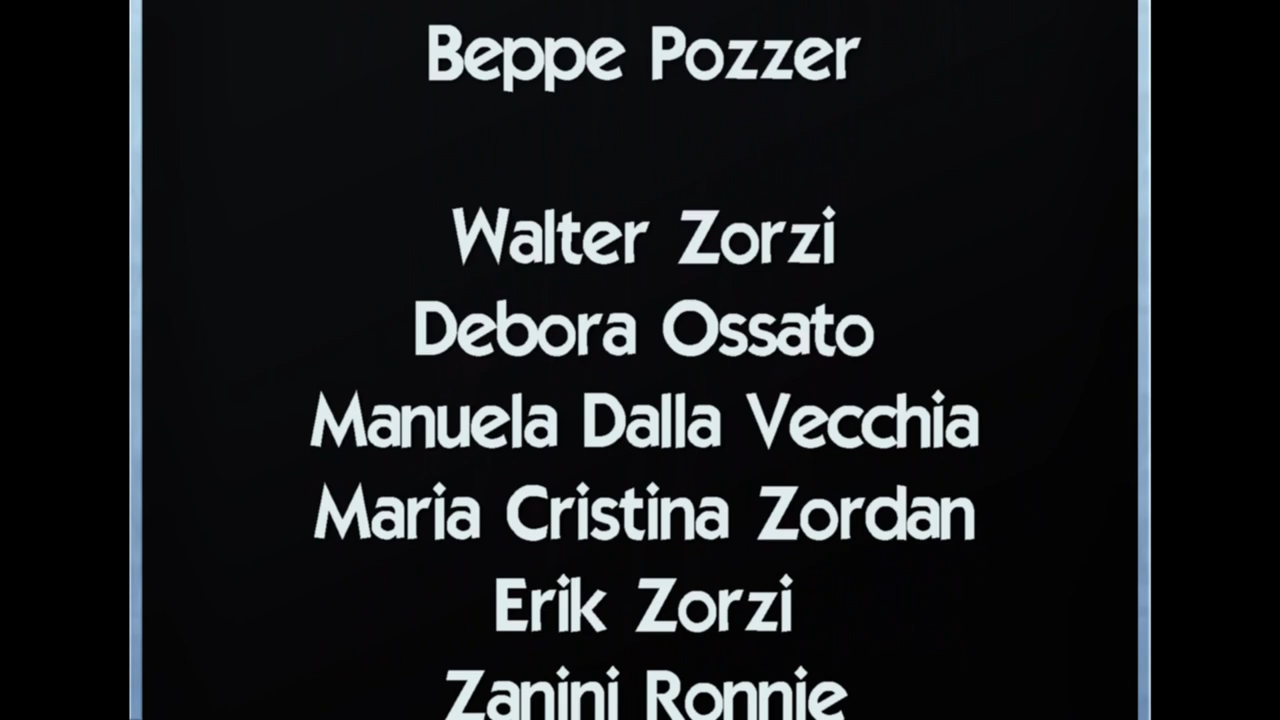 Beppe Pozzer
Walter Zorzi
Debora Ossato
Manuela Dalla Vecchia
Maria Cristina Zordan
Erik Zorzi
Zanini Ronnie